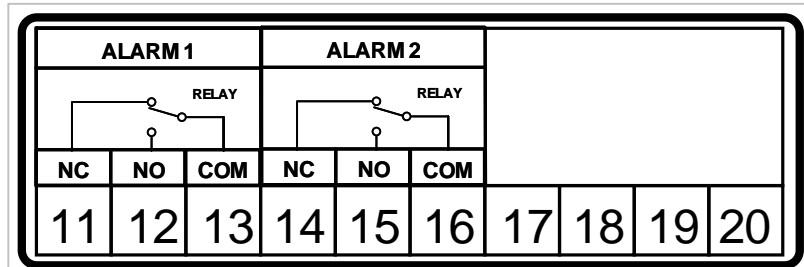 ALARM 1 ALARM 2
RELAY RELAY
NC NO COM NC NO COM
11 12 13 14 15 16 17 18 19 20